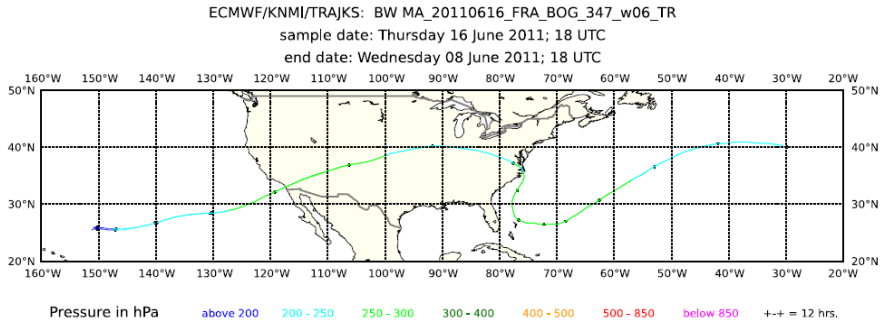 ECMWF/KNMI/TRAJKS: BW MA_20110616_FRA_BOG_347_w06_TR
sample date: Thursday 16 June 2011; 18 UTC
end date: Wednesday 08 June 2011; 18 UTC
160°W 150°W 140°W 130°W 120°W 110°W 100°W 90°W 80°W 70°W 60°W 50°W 40°W 30°W 20°W
50°N 50°N
40°N 40°N
30°N 30°N
20°N 20°N
160°W 150°W 140°W 130°W 120°W 110°W 100°W 90°W 80°W 70°W 60°W 50°W 40°W 30°W 20°W
Pressure in hPa above 200 200 - 250 250 - 300 300 - 400 400 - 500 500 - 850 below 850 +-+ = 12 hrs.